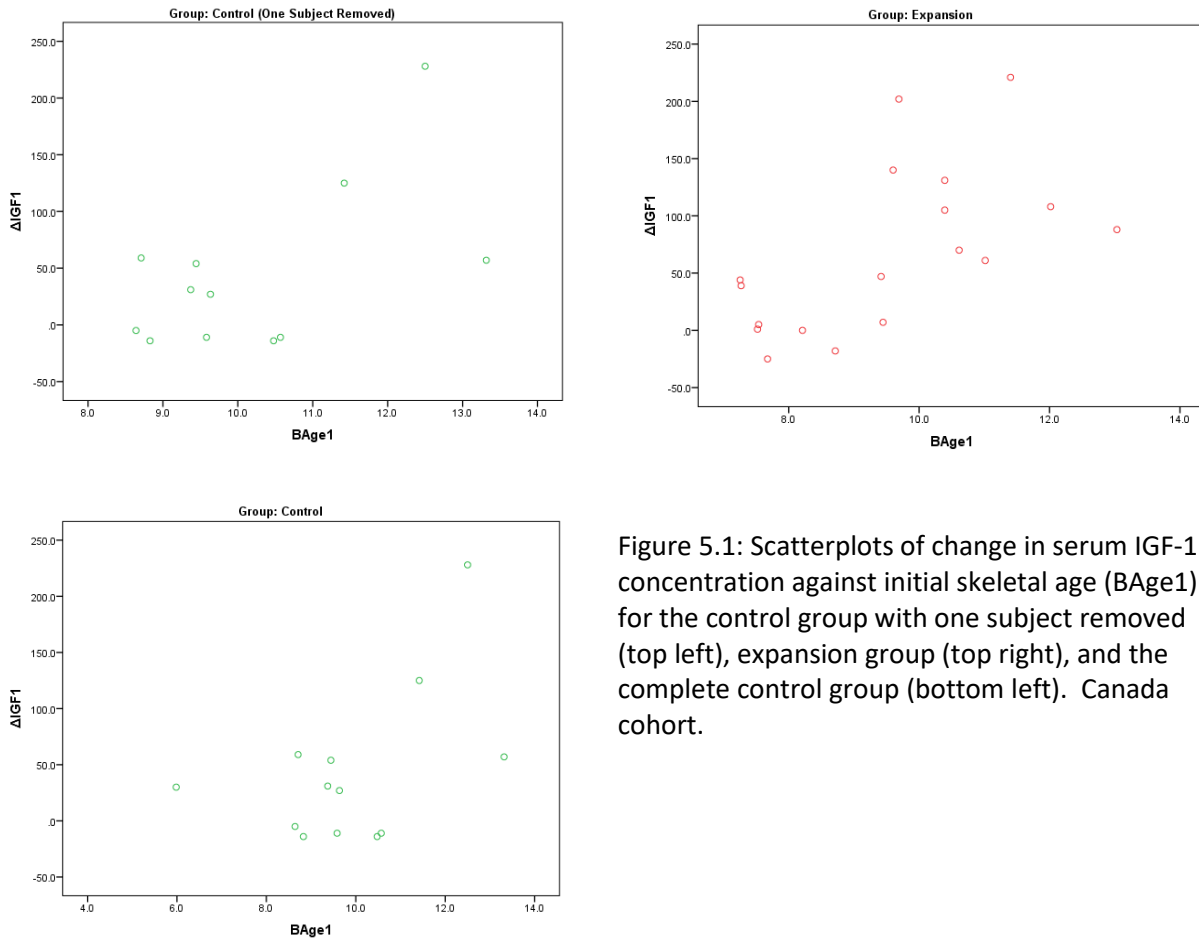 Group: Control (One Subject Removed)
250.0
200.0
150.0
100.0
50.0
.0
-50.0
ΔIGF1
8.0 9.0 10.0 11.0 12.0 13.0 14.0
BAge1
Group: Expansion
250.0
200.0
150.0
100.0
50.0
.0
-50.0
ΔIGF1
8.0 10.0 12.0 14.0
BAge1
Group: Control
250.0
200.0
150.0
100.0
50.0
.0
-50.0
ΔIGF1
4.0 6.0 8.0 10.0 12.0 14.0
BAge1
Figure 5.1: Scatterplots of change in serum IGF-1
concentration against initial skeletal age (BAge1)
for the control group with one subject removed
(top left), expansion group (top right), and the
complete control group (bottom left).  Canada
cohort.